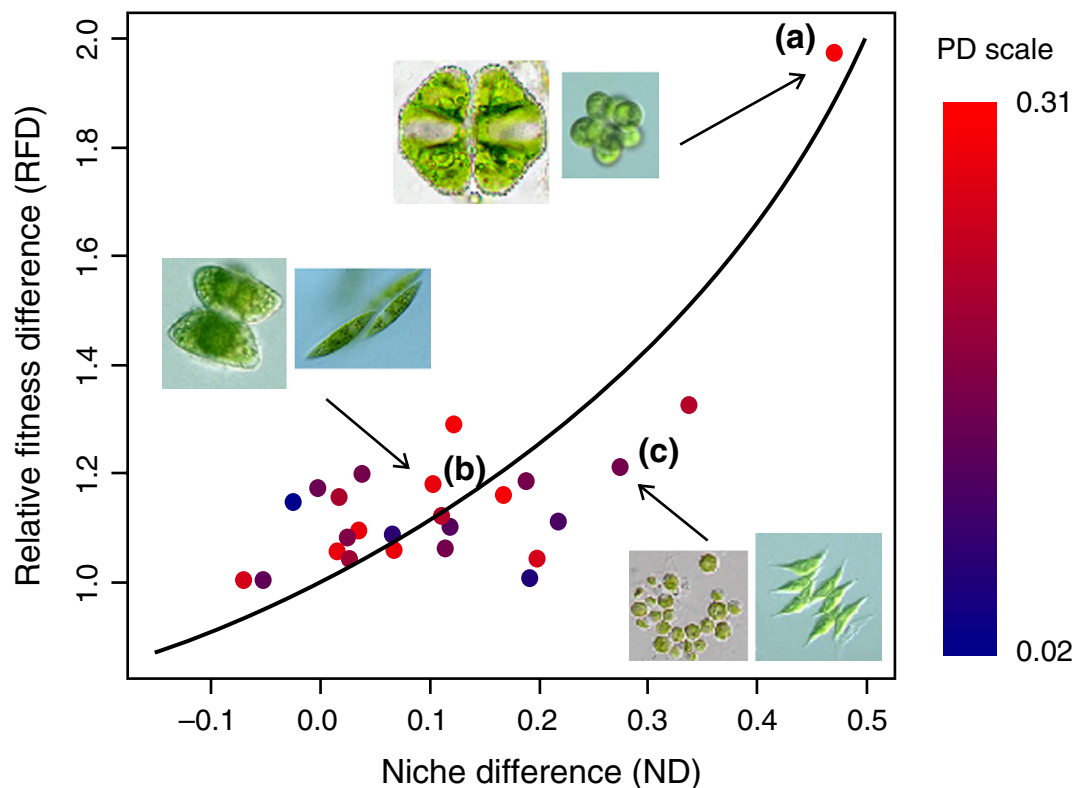 (a)
PD scale
0.31
0.02
(b)
(c)
Relative fitness difference (RFD)
2.0
1.8
1.6
1.4
1.2
1.0
−0.1
0.0
0.1
0.2
0.3
0.4
0.5
Niche difference (ND)